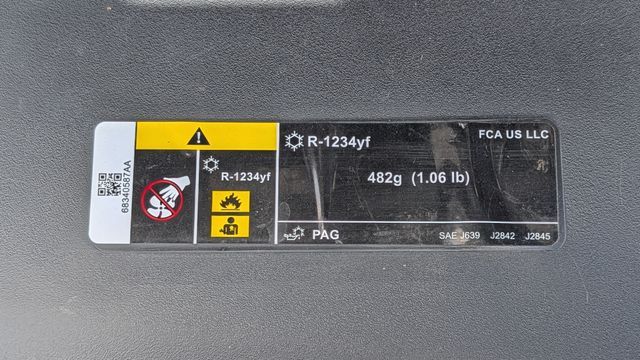 68340587AA
R-1234yf
R-1234yf
FCA US LLC
482g (1.06 lb)
PAG
SAE J639 J2842 J2845